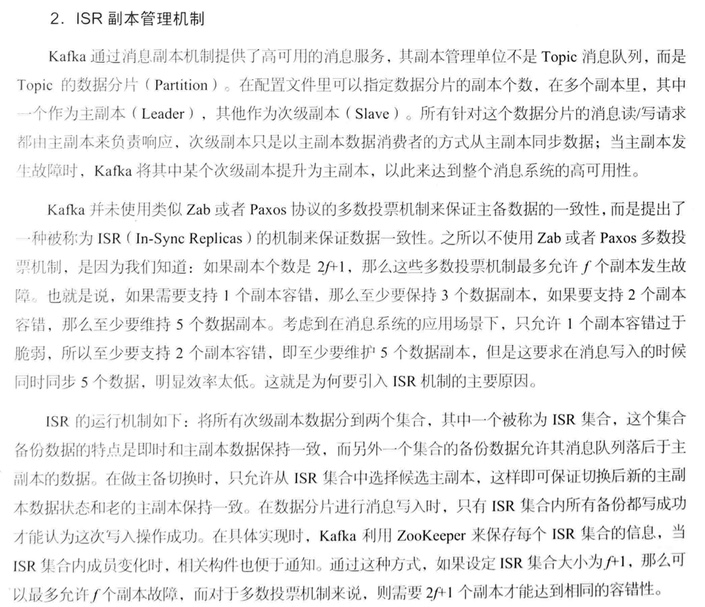 2. ISR 副本管理机制
Kafka 通过消息副本机制提供了高可用的消息服务，其副本管理单位不是 Topic 消息队列，而是
Topic 的数据分片（Partition）。在配置文件里可以指定数据分片的副本个数，在多个副本里，其中
一个作为主副本（Leader），其他作为次级副本（Slave）。所有针对这个数据分片的消息读/写请求
都由主副本来负责响应，次级副本只是以主副本数据消费者的方式从主副本同步数据；当主副本发
生故障时，Kafka 将其中某个次级副本提升为主副本，以此来达到整个消息系统的高可用性。
Kafka 并未使用类似 Zab 或者 Paxos 协议的多数投票机制来保证主备数据的一致性，而是提出了
一种被称为 ISR（In-Sync Replicas）的机制来保证数据一致性。之所以不使用 Zab 或者 Paxos 多数投
票机制，是因为我们知道：如果副本个数是 2f+1，那么这些多数投票机制最多允许 f 个副本发生故
障。也就是说，如果需要支持 1 个副本容错，那么至少要保持 3 个数据副本，如果要支持 2 个副本
容错，那么至少要维持 5 个数据副本。考虑到在消息系统的应用场景下，只允许 1 个副本容错过于
脆弱，所以至少要支持 2 个副本容错，即至少要维护 5 个数据副本，但是这要求在消息写入的时候
同时同步 5 个数据，明显效率太低。这就是为何要引入 ISR 机制的主要原因。
ISR 的运行机制如下：将所有次级副本数据分到两个集合，其中一个被称为 ISR 集合，这个集合
备份数据的特点是即时和主副本数据保持一致，而另外一个集合的备份数据允许其消息队列落后于主
副本的数据。在做主备切换时，只允许从 ISR 集合中选择候选主副本，这样即可保证切换后新的主副
本数据状态和老的主副本保持一致。在数据分片进行消息写入时，只有 ISR 集合内所有备份都写成功
才能认为这次写入操作成功。在具体实现时，Kafka 利用 ZooKeeper 来保存每个 ISR 集合的信息，当
ISR 集合内成员变化时，相关构件也便于通知。通过这种方式，如果设定 ISR 集合大小为 f+1，那么可
以最多允许 f 个副本故障，而对于多数投票机制来说，则需要 2f+1 个副本才能达到相同的容错性。